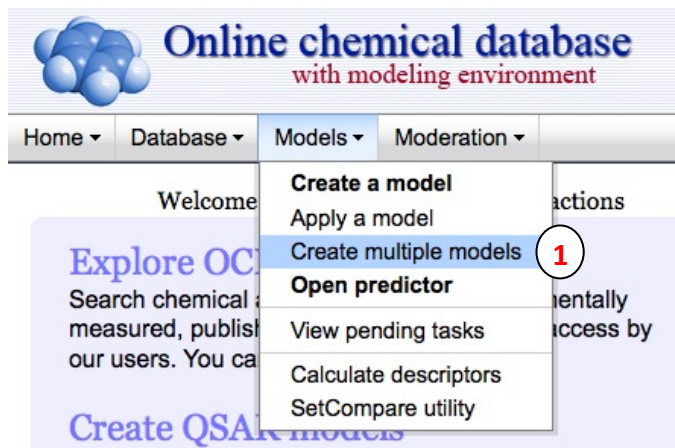 Online chemical database
with modeling environment
Home Database Models Moderation
Welcome actions
Create a model
Apply a model
Create multiple models 1
Open predictor
View pending tasks
Calculate descriptors
SetCompare utility
Explore OC
Search chemical entally
measured, publis access by
our users. You ca
Create QSAR models